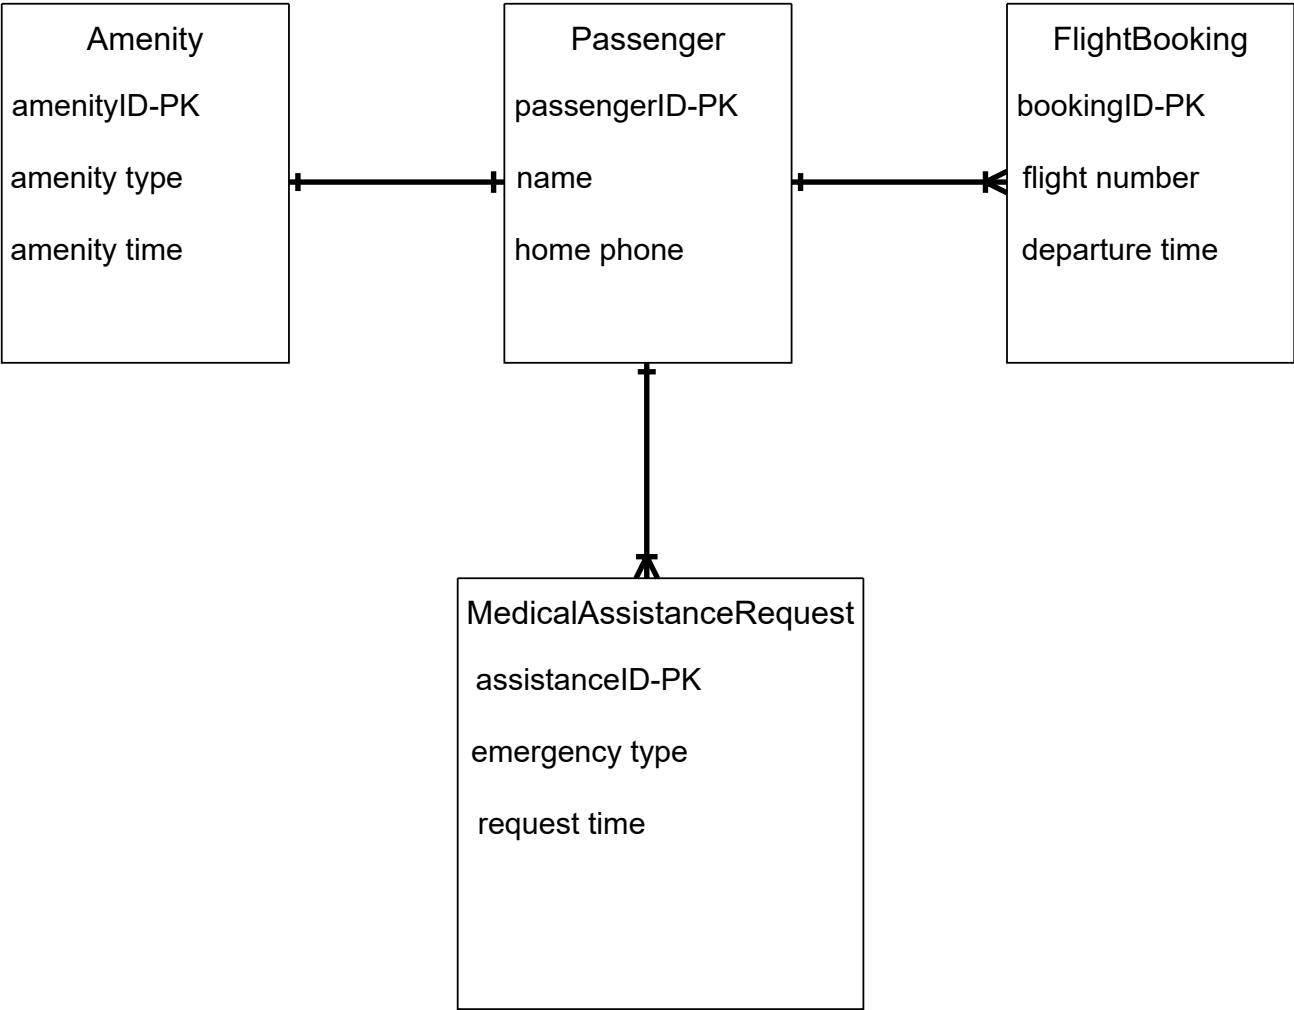 Amenity
amenityID-PK
amenity type
amenity time
Passenger
passengerID-PK
name
home phone
FlightBooking
bookingID-PK
flight number
departure time
MedicalAssistanceRequest
assistanceID-PK
emergency type
request time